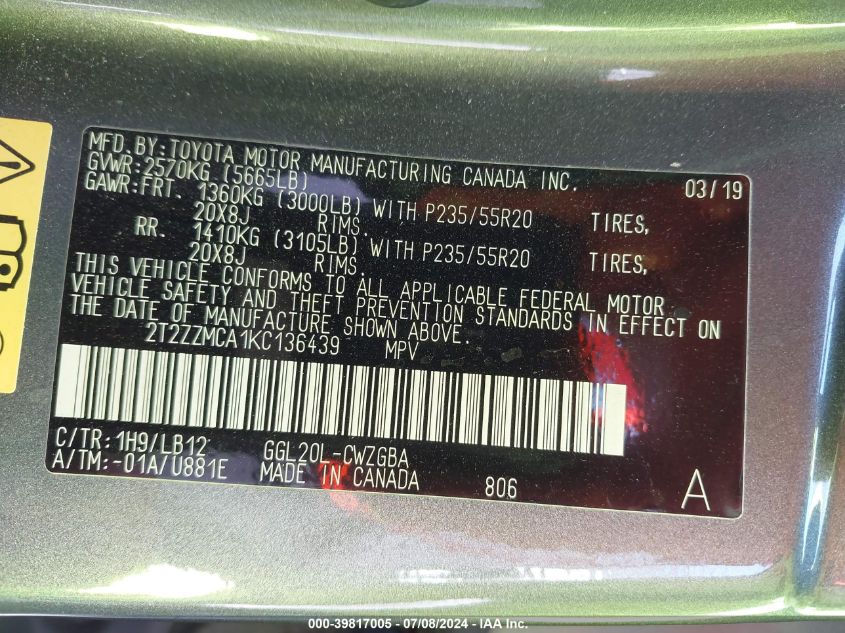 MFD. BY: TOYOTA MOTOR MANUFACTURING CANADA INC. 03/19
GVWR: 2570KG (5665LB)
GAWR: FRT. 1360KG (3000LB) WITH P235/55R20 TIRES,
20X8J RIMS.
RR. 1410KG (3105LB) WITH P235/55R20 TIRES,
20X8J RIMS.
THIS VEHICLE CONFORMS TO ALL APPLICABLE FEDERAL MOTOR
VEHICLE SAFETY AND THEFT PREVENTION STANDARDS IN EFFECT ON
THE DATE OF MANUFACTURE SHOWN ABOVE.
2T2ZZMCA1KC136439 MPV
C/TR: 1H9/LB12 GGL20L-CWZGBA
A/TM: -01A/U881E MADE IN CANADA 806 A
000-39817005 - 07/08/2024 - IAAI Inc.